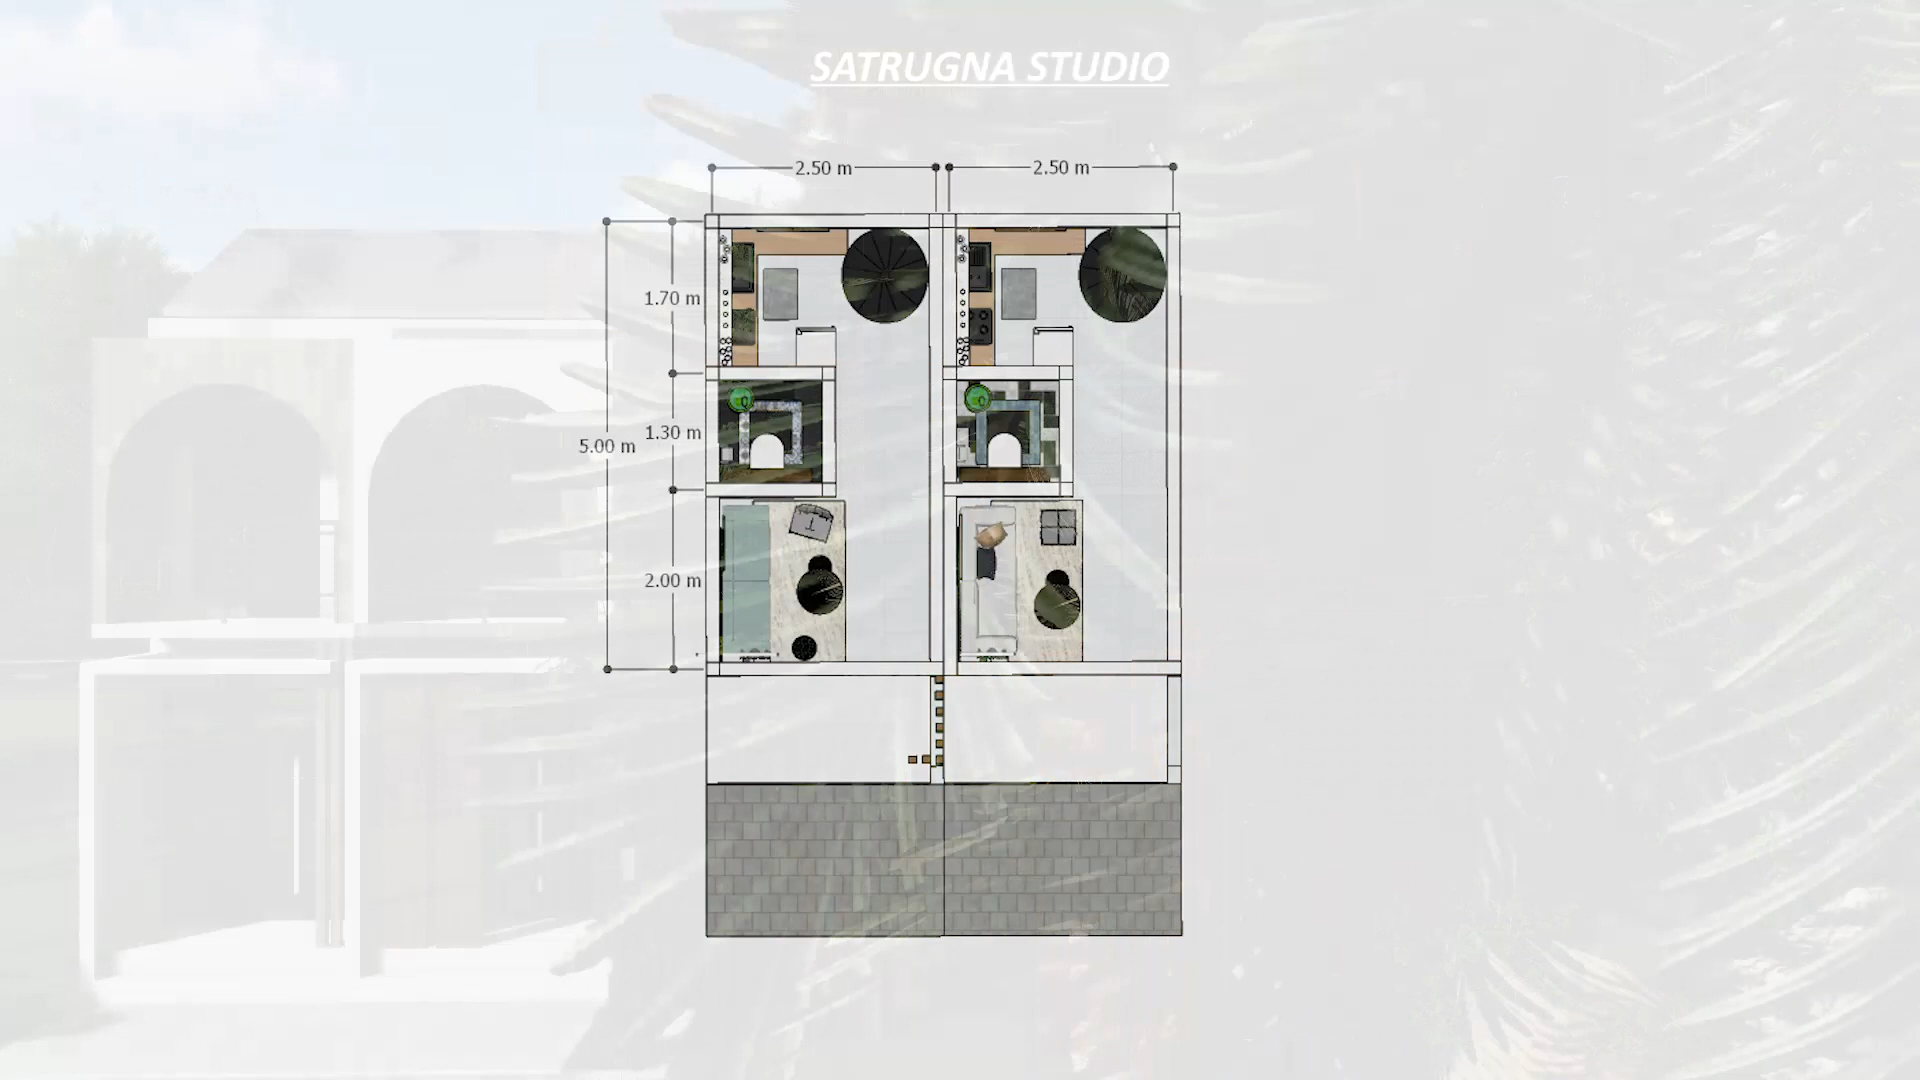 SATRUGNA STUDIO
2.50 m
2.50 m
1.70 m
1.30 m
5.00 m
2.00 m